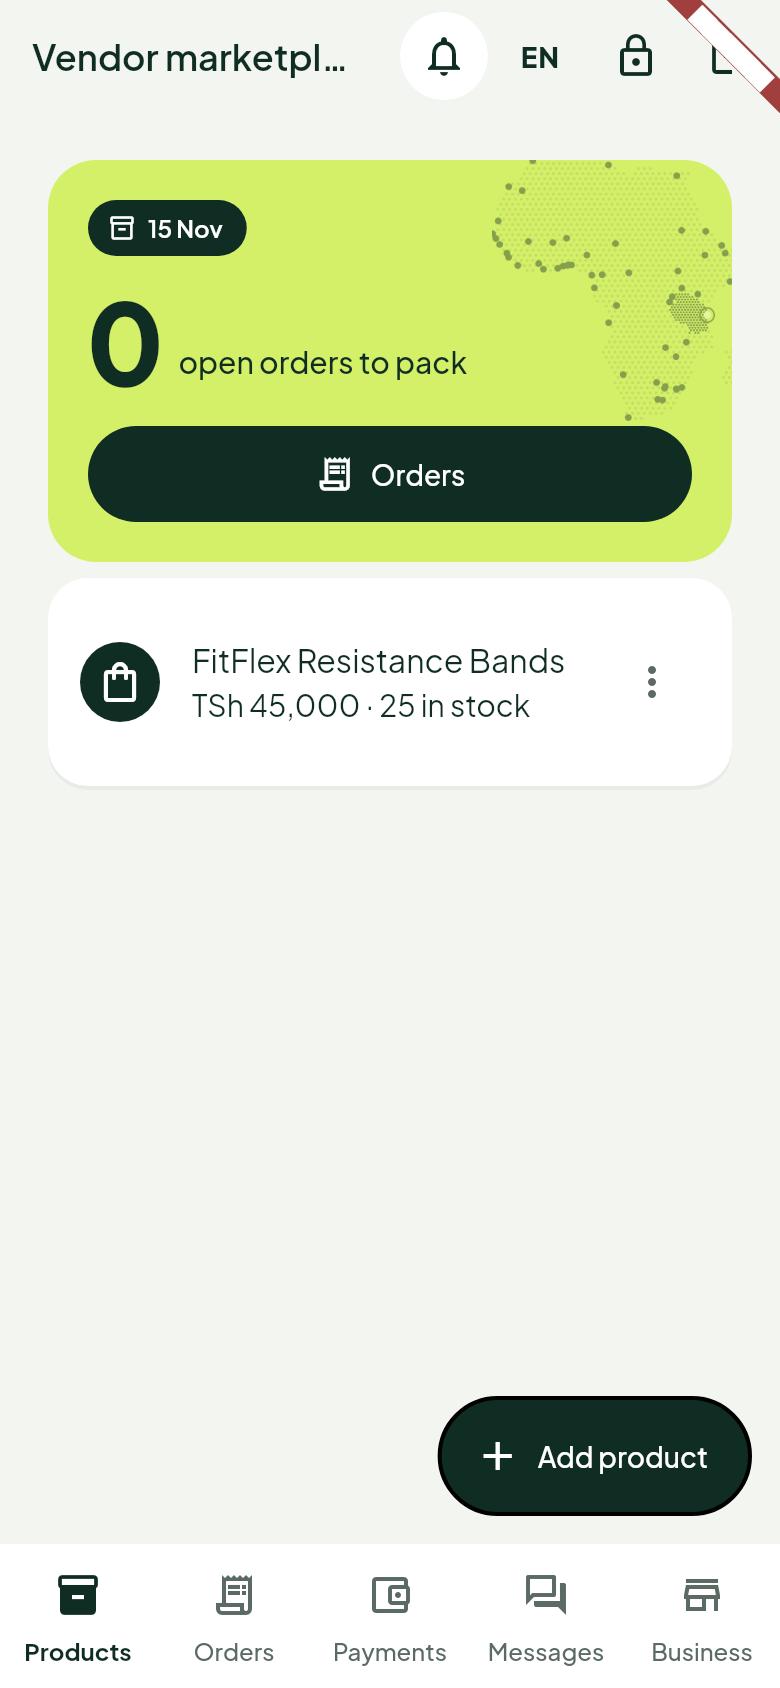 Vendor marketpl...
EN
15 Nov
0 open orders to pack
Orders
FitFlex Resistance Bands
TSh 45,000 · 25 in stock
Add product
Products
Orders
Payments
Messages
Business